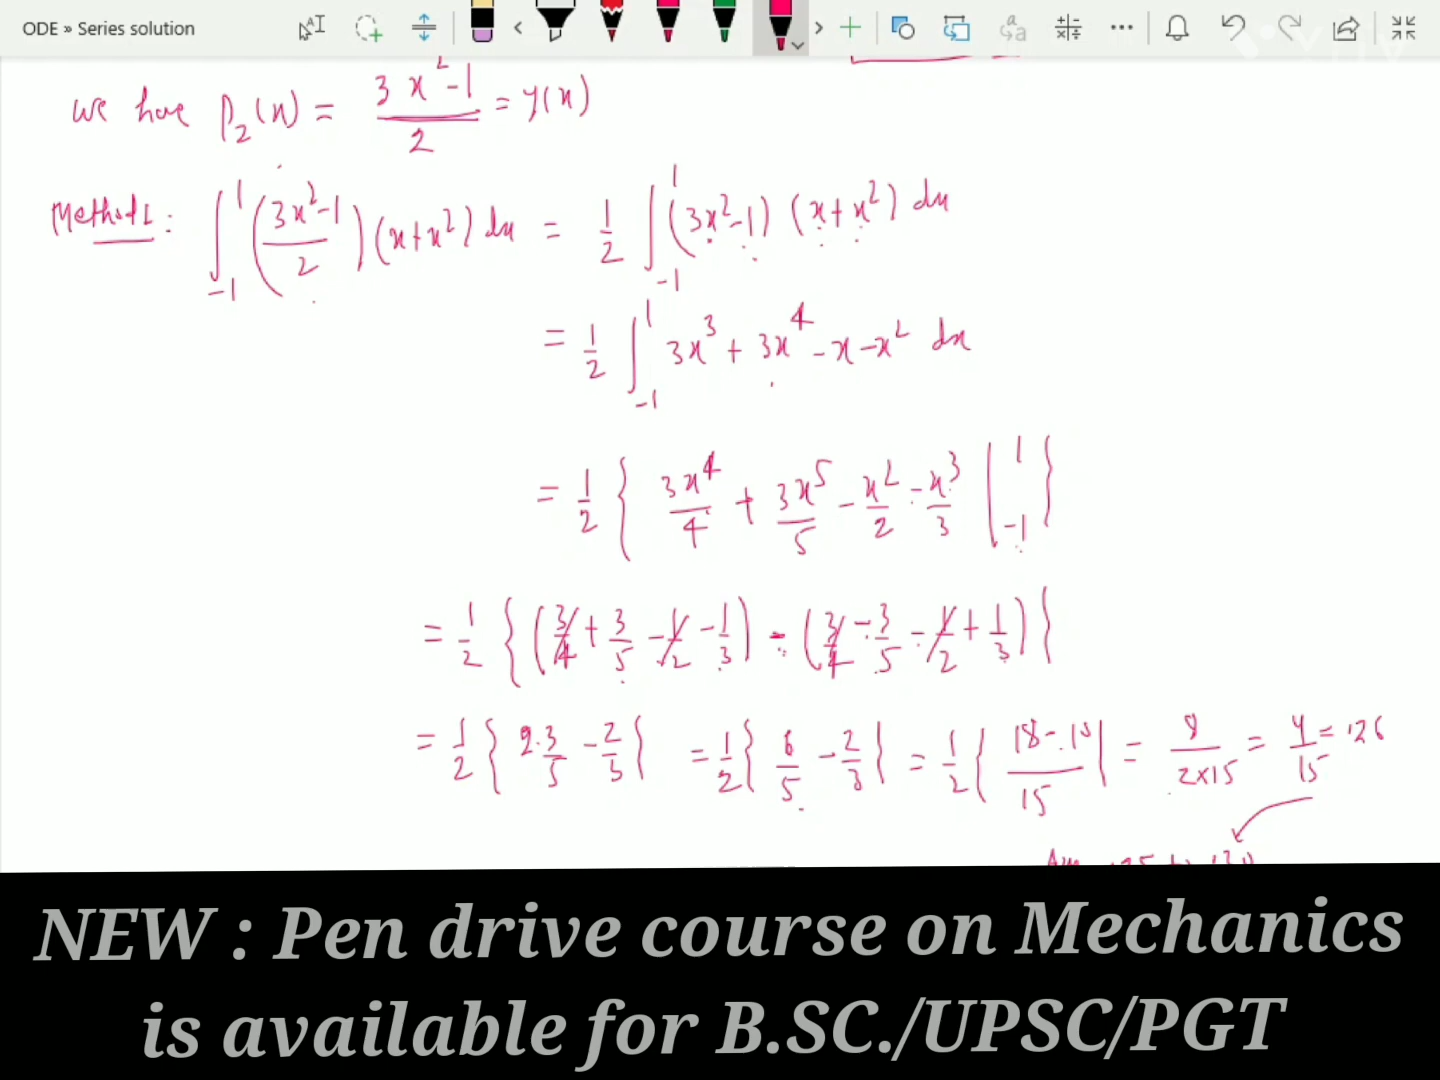 ODE » Series solution
We have P₂(x) = (3x²-1)/2 = y(x)
Method 1: ∫₋₁¹ ((3x²-1)/2) (x+x²) dx = 1/2 ∫₋₁¹ (3x²-1) (x+x²) dx
= 1/2 ∫₋₁¹ 3x³ + 3x⁴ - x - x² dx
= 1/2 { 3x⁴/4 + 3x⁵/5 - x²/2 - x³/3 |₋₁¹ }
= 1/2 { (3/4 + 3/5 - 1/2 - 1/3) - (3/4 - 3/5 - 1/2 + 1/3) }
= 1/2 { 2·3/5 - 2/3 } = 1/2 { 6/5 - 2/3 } = 1/2 { (18-10)/15 } = 8/(2×15) = 4/15 = ·26
NEW : Pen drive course on Mechanics
is available for B.SC./UPSC/PGT